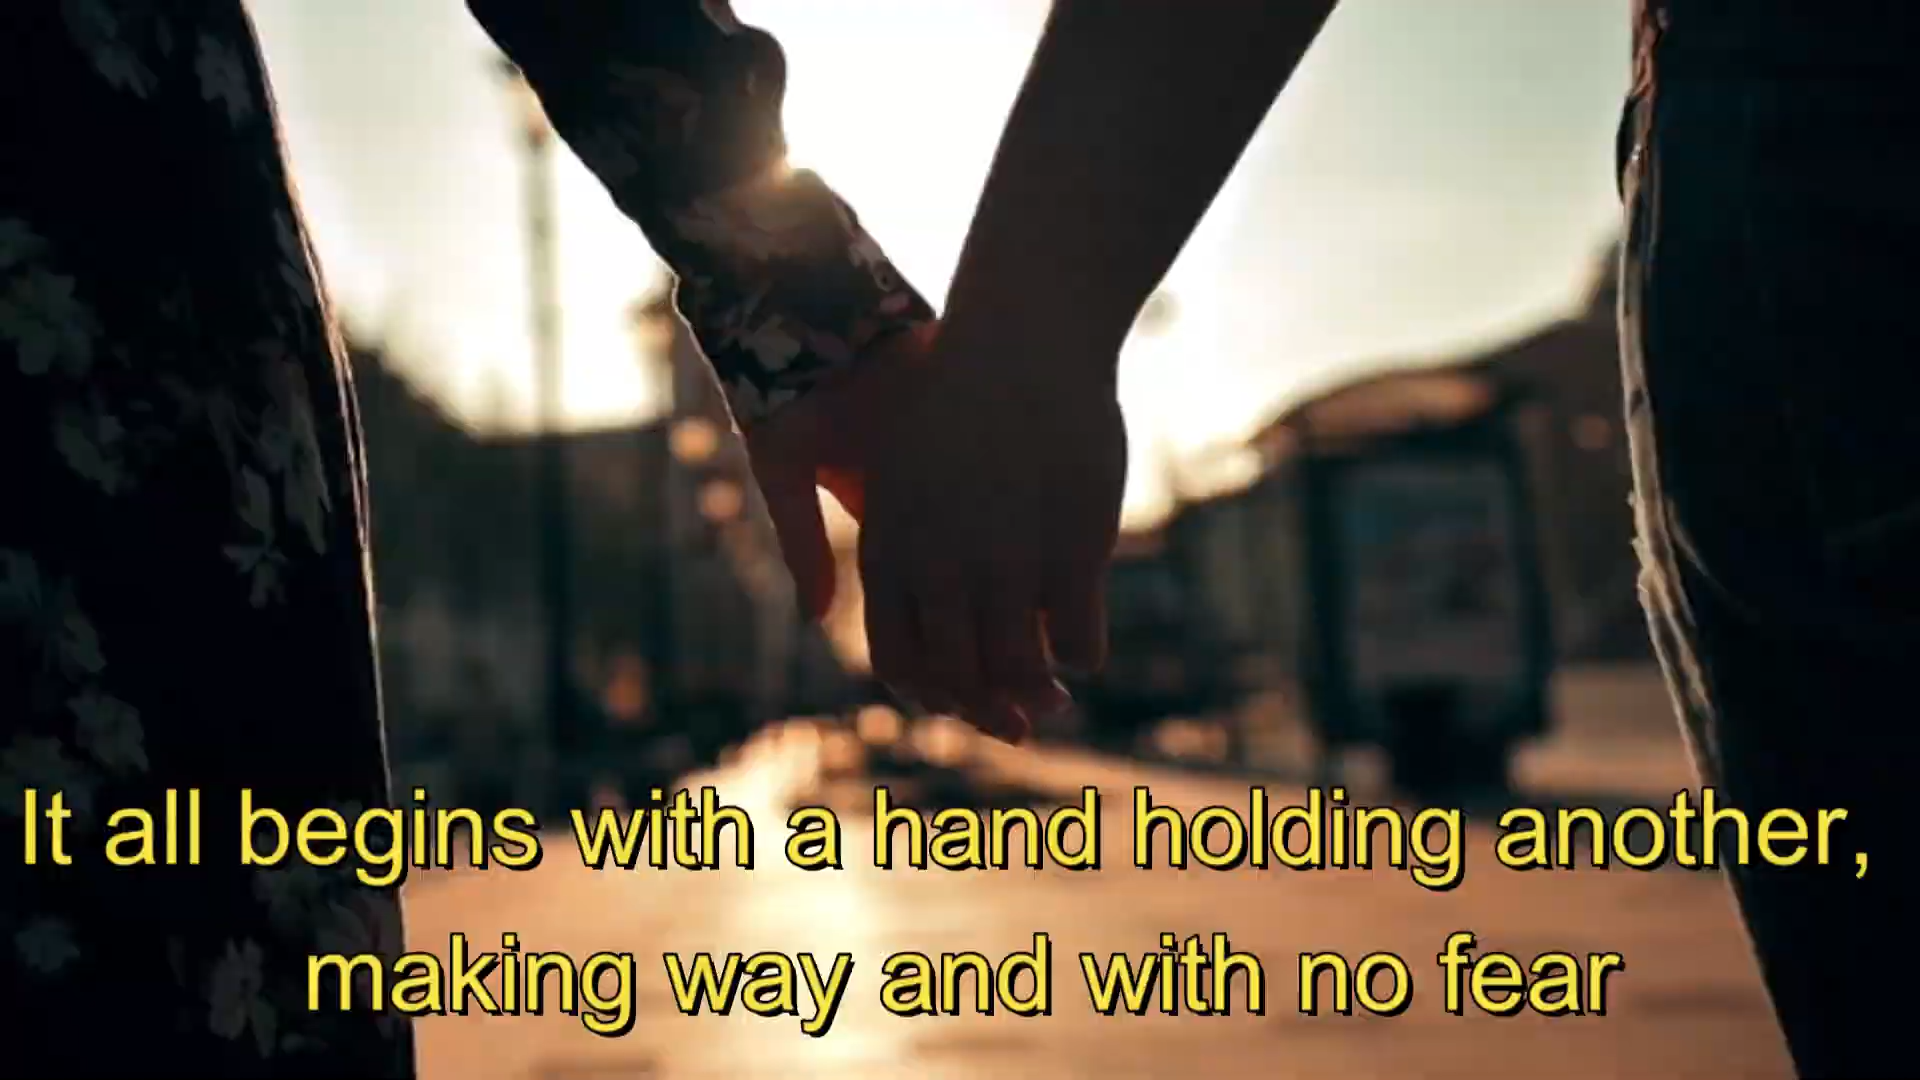 It all begins with a hand holding another,
making way and with no fear